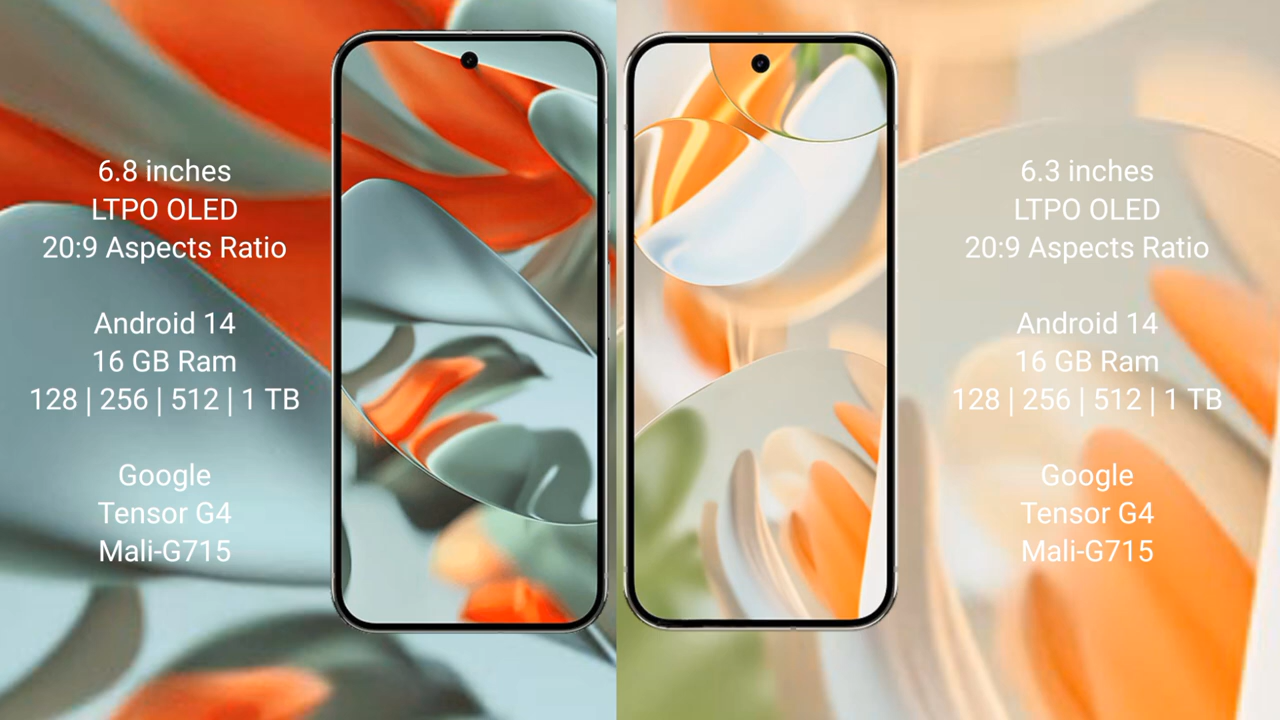 6.8 inches
LTPO OLED
20:9 Aspects Ratio
Android 14
16 GB Ram
128 | 256 | 512 | 1 TB
Google
Tensor G4
Mali-G715
6.3 inches
LTPO OLED
20:9 Aspects Ratio
Android 14
16 GB Ram
128 | 256 | 512 | 1 TB
Google
Tensor G4
Mali-G715